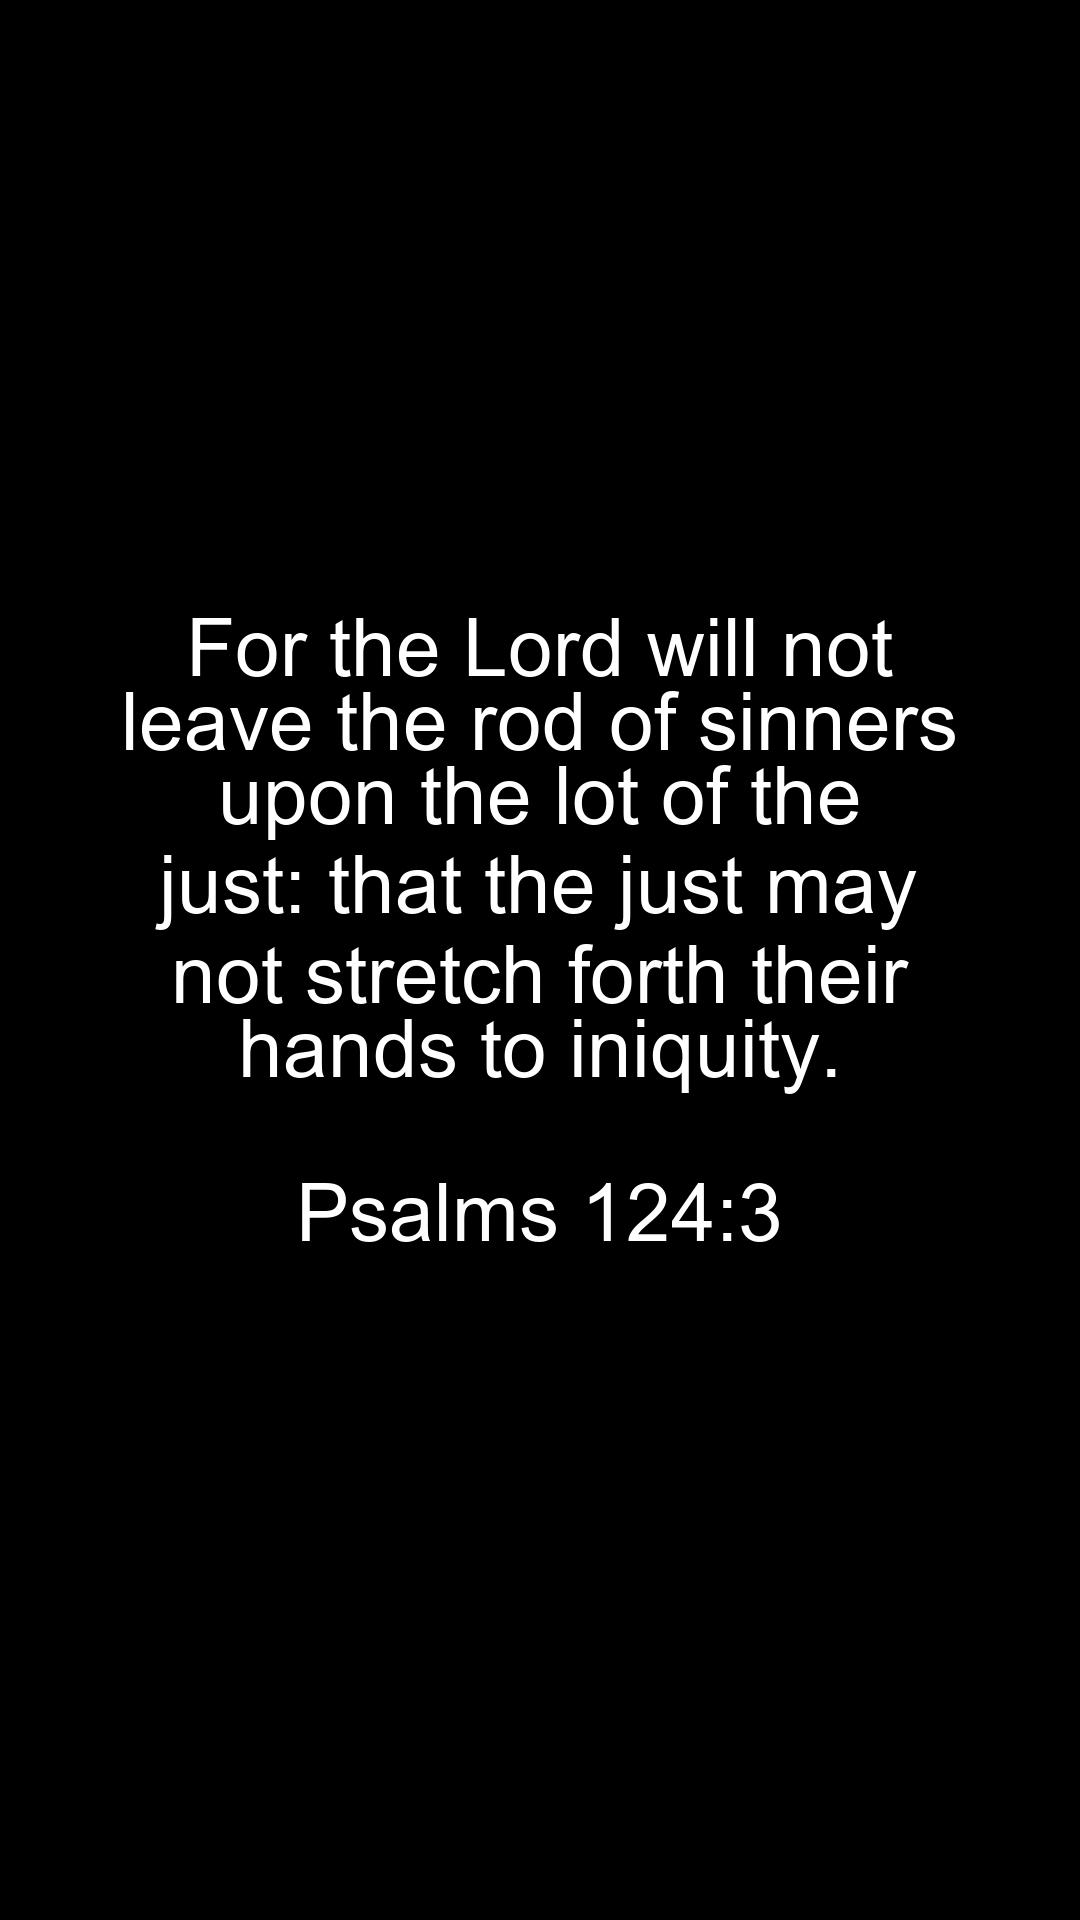 For the Lord will not
leave the rod of sinners
upon the lot of the
just: that the just may
not stretch forth their
hands to iniquity.
Psalms 124:3